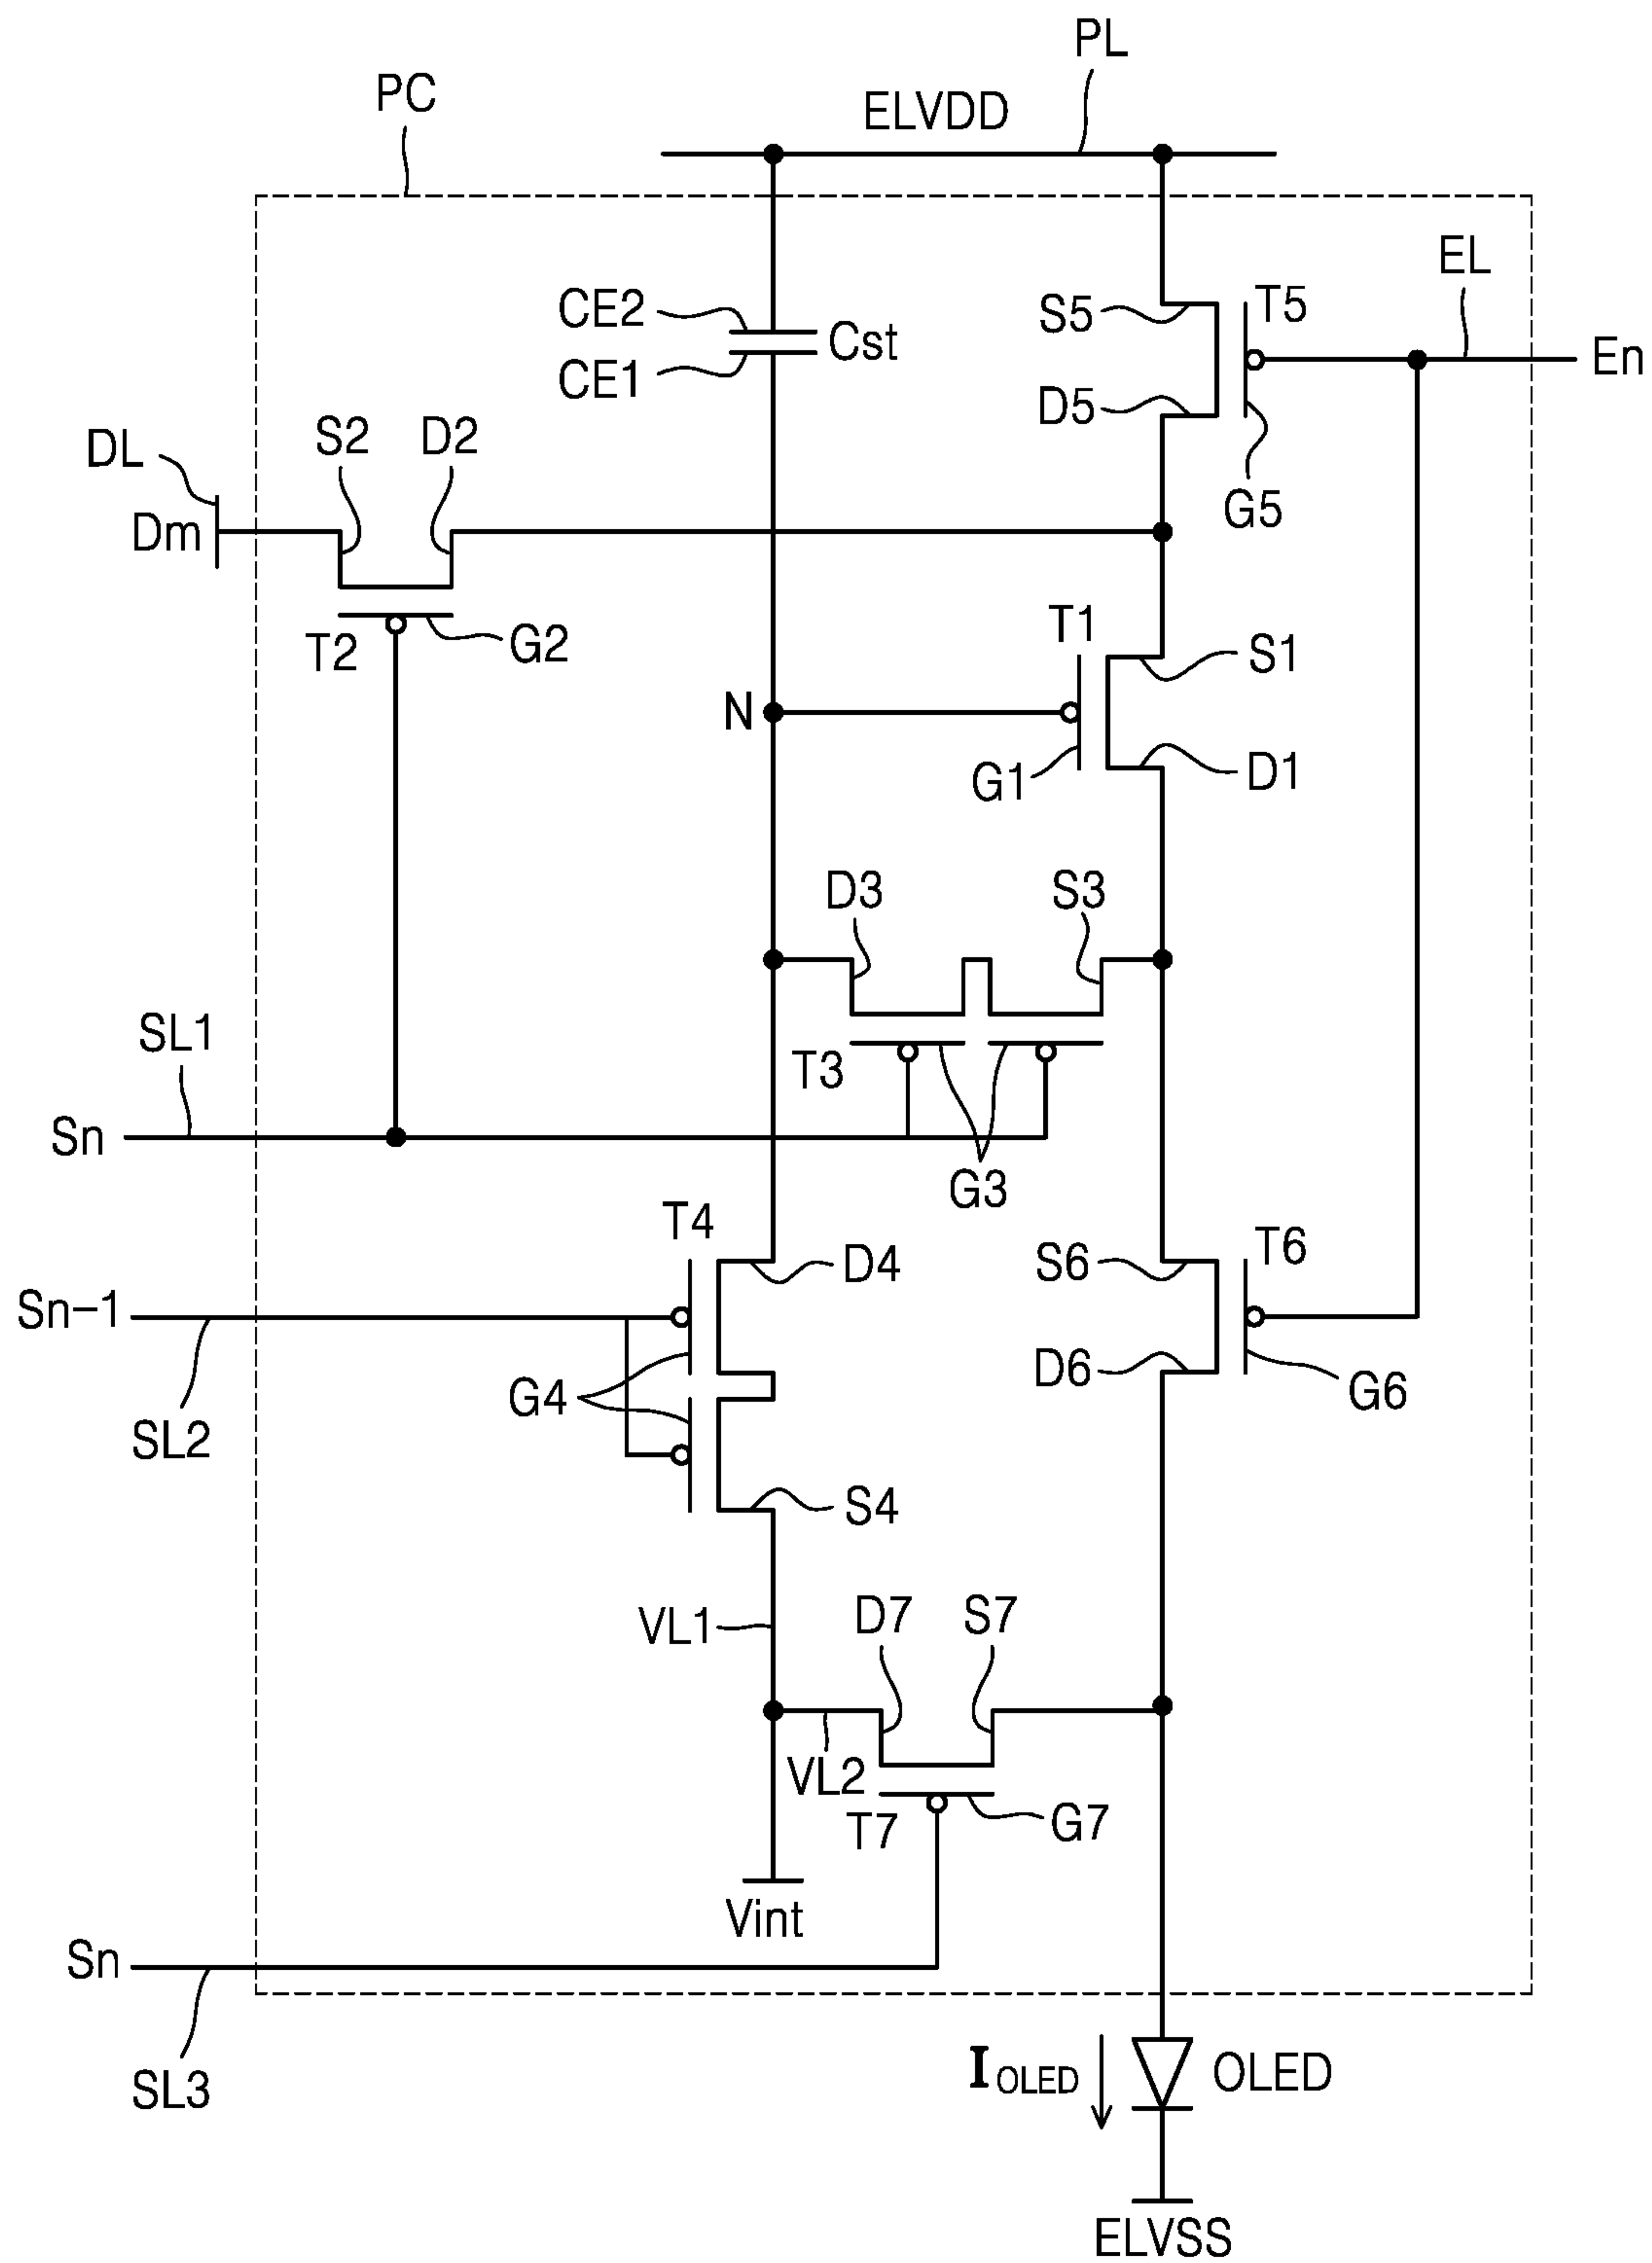 PL
PC
ELVDD
EL
CE2
S5
T5
Cst
En
CE1
D5
S2
D2
DL
G5
Dm
T1
G2
S1
T2
N
G1
D1
D3
S3
SL1
T3
Sn
G3
T4
T6
D4
S6
Sn-1
D6
G4
G6
SL2
S4
D7
S7
VL1
VL2
T7
G7
Vint
Sn
SL3
IOLED
OLED
ELVSS